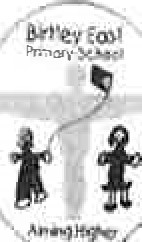 Birtley East
Primary School
Aiming Higher